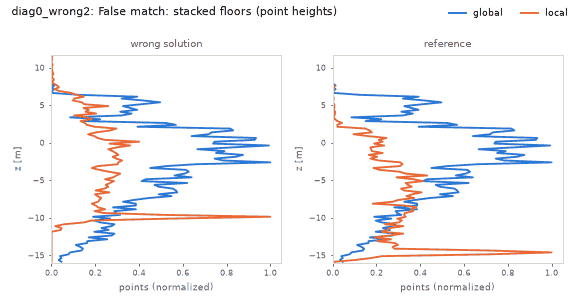 diag0_wrong2: False match: stacked floors (point heights)
global
local
wrong solution
reference
z [m]
10
5
0
−5
−10
−15
0.0 0.2 0.4 0.6 0.8 1.0
points (normalized)
z [m]
10
5
0
−5
−10
−15
0.0 0.2 0.4 0.6 0.8 1.0
points (normalized)